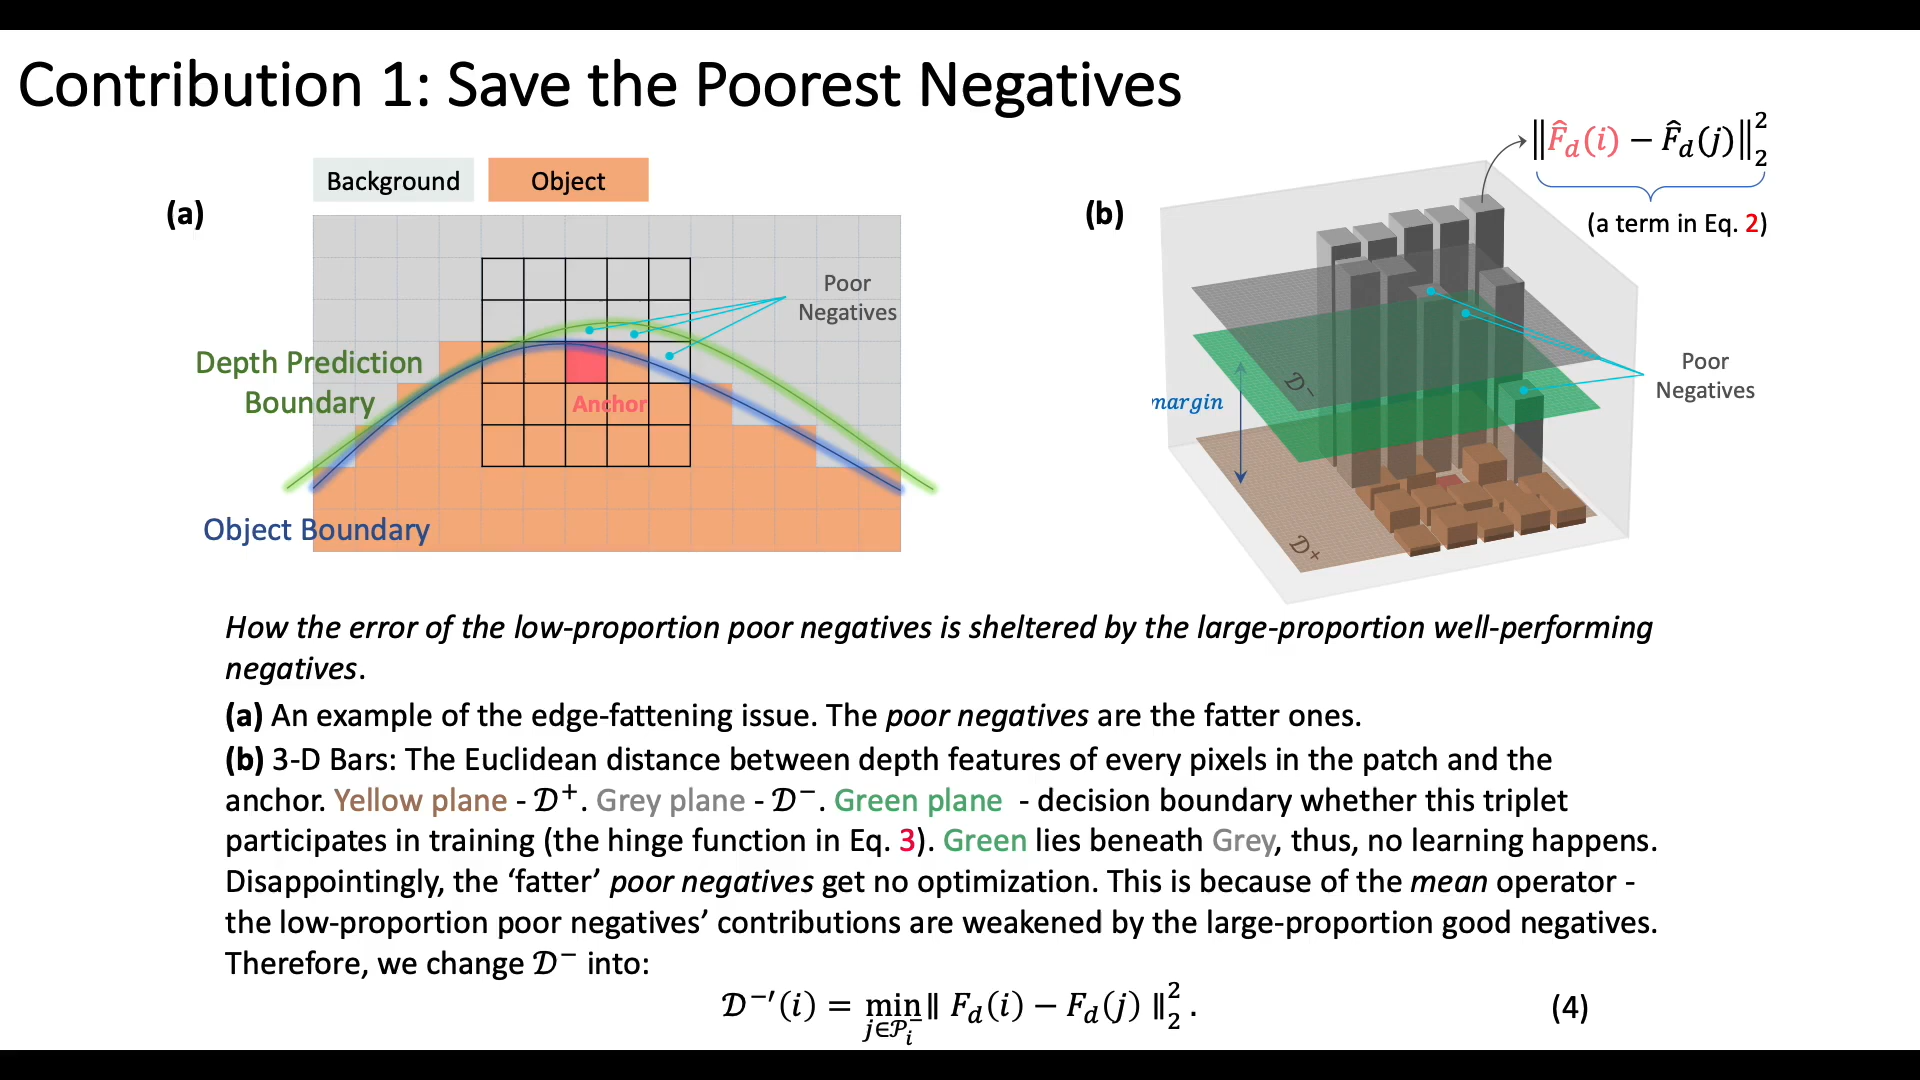 Contribution 1: Save the Poorest Negatives
Background
Object
(a)
Poor
Negatives
Depth Prediction
Boundary
Anchor
Object Boundary
(b)
‖F̂d(i) − F̂d(j)‖₂²
(a term in Eq. 2)
Poor
Negatives
margin
𝒟⁻
𝒟⁺
How the error of the low-proportion poor negatives is sheltered by the large-proportion well-performing
negatives.
(a) An example of the edge-fattening issue. The poor negatives are the fatter ones.
(b) 3-D Bars: The Euclidean distance between depth features of every pixels in the patch and the
anchor. Yellow plane - 𝒟⁺. Grey plane - 𝒟⁻. Green plane - decision boundary whether this triplet
participates in training (the hinge function in Eq. 3). Green lies beneath Grey, thus, no learning happens.
Disappointingly, the ‘fatter’ poor negatives get no optimization. This is because of the mean operator -
the low-proportion poor negatives’ contributions are weakened by the large-proportion good negatives.
Therefore, we change 𝒟⁻ into:
𝒟⁻′(i) = min j∈𝒫ᵢ⁻ ‖ Fd(i) − Fd(j) ‖₂². (4)